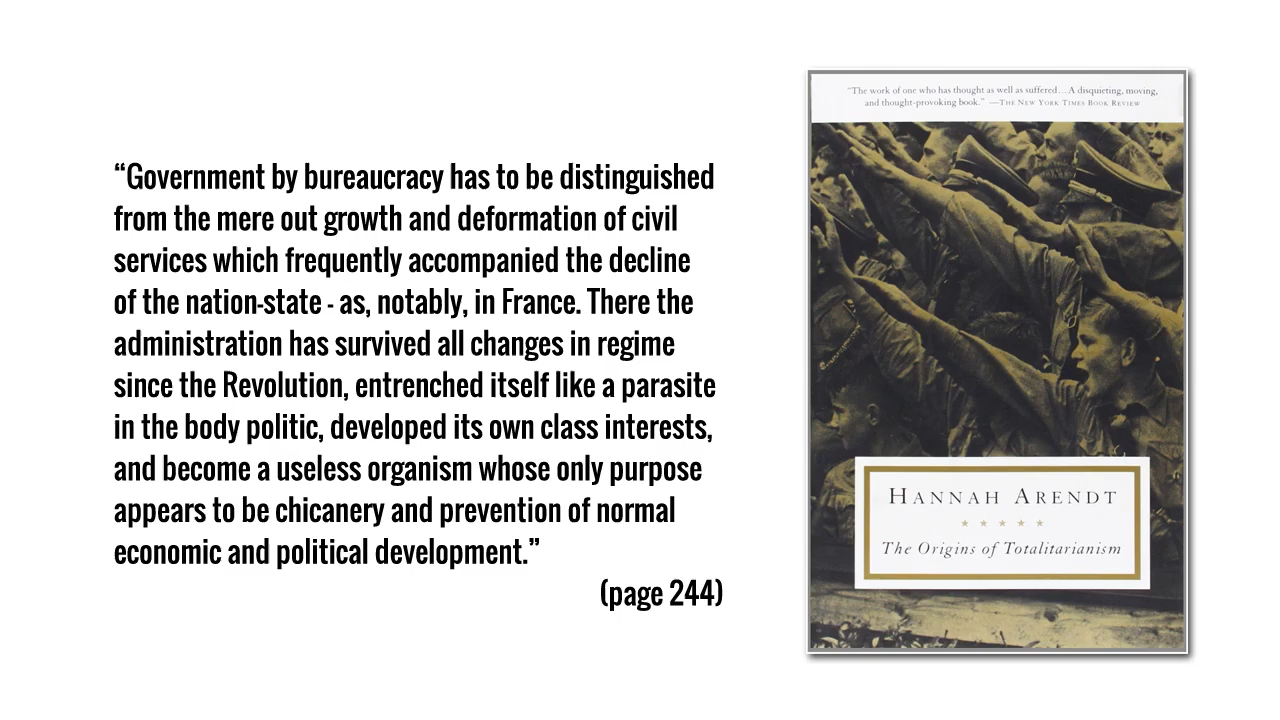 “Government by bureaucracy has to be distinguished
from the mere out growth and deformation of civil
services which frequently accompanied the decline
of the nation-state - as, notably, in France. There the
administration has survived all changes in regime
since the Revolution, entrenched itself like a parasite
in the body politic, developed its own class interests,
and become a useless organism whose only purpose
appears to be chicanery and prevention of normal
economic and political development.”
(page 244)
“The work of one who has thought as well as suffered...A disquieting, moving,
and thought-provoking book.” —The New York Times Book Review
Hannah Arendt
The Origins of Totalitarianism